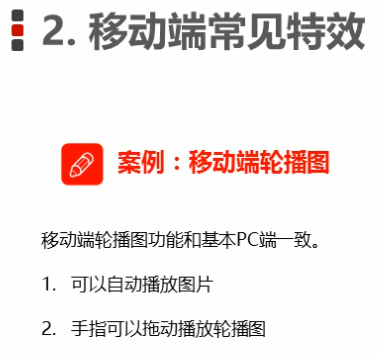 2. 移动端常见特效
案例：移动端轮播图
移动端轮播图功能和基本PC端一致。
1. 可以自动播放图片
2. 手指可以拖动播放轮播图